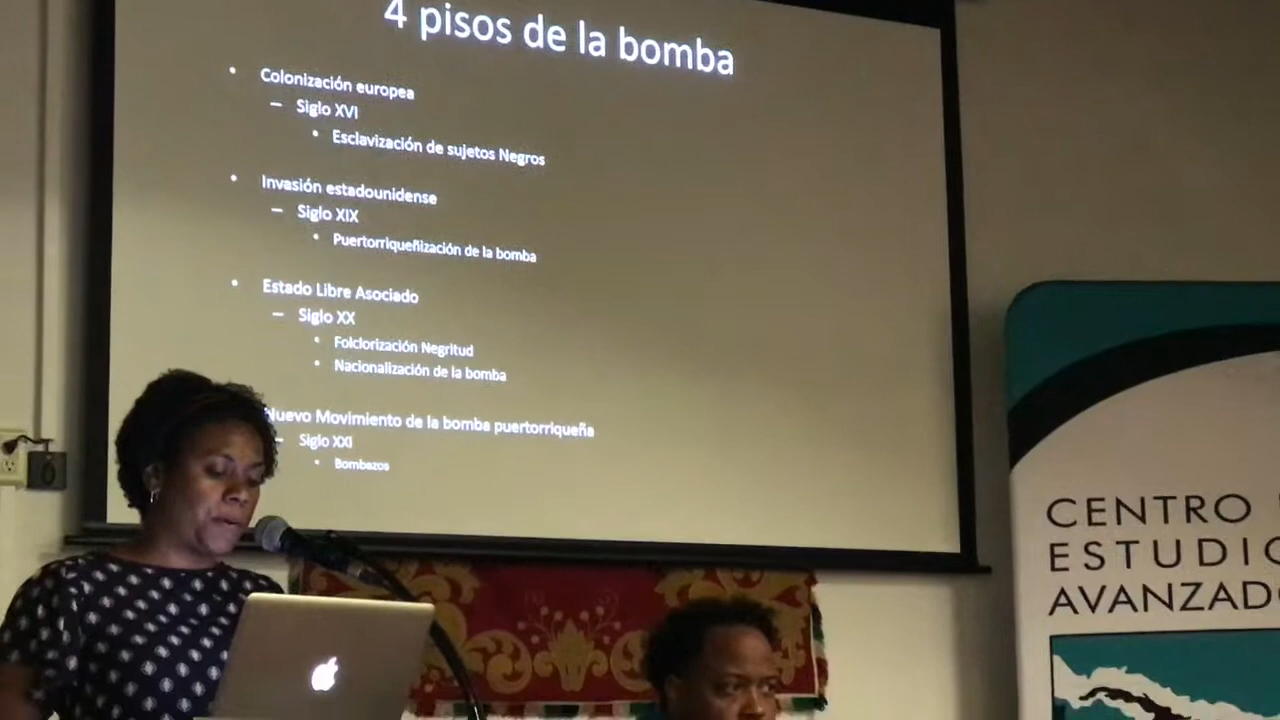 4 pisos de la bomba
• Colonización europea
– Siglo XVI
• Esclavización de sujetos Negros
• Invasión estadounidense
– Siglo XIX
• Puertorriqueñización de la bomba
• Estado Libre Asociado
– Siglo XX
• Folclorización Negritud
• Nacionalización de la bomba
Nuevo Movimiento de la bomba puertorriqueña
– Siglo XXI
• Bombazos
CENTRO
ESTUDIO
AVANZADO